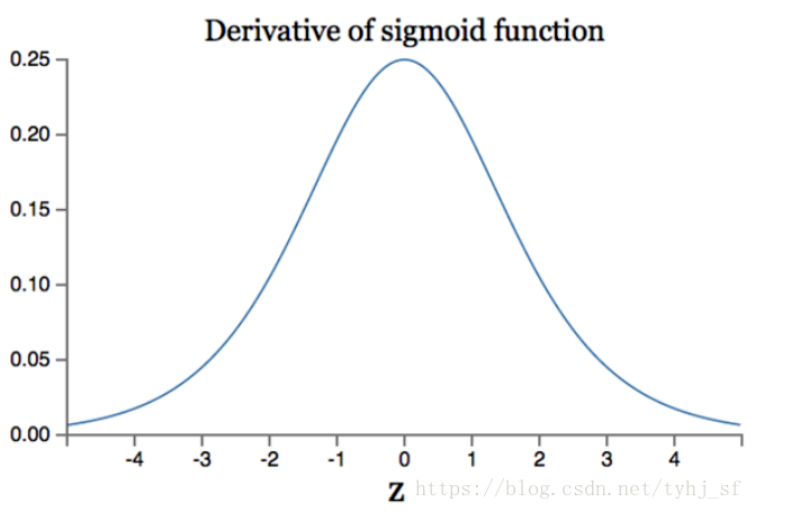 Derivative of sigmoid function
0.25
0.20
0.15
0.10
0.05
0.00
-4 -3 -2 -1 0 1 2 3 4
z https://blog.csdn.net/tyhj_sf